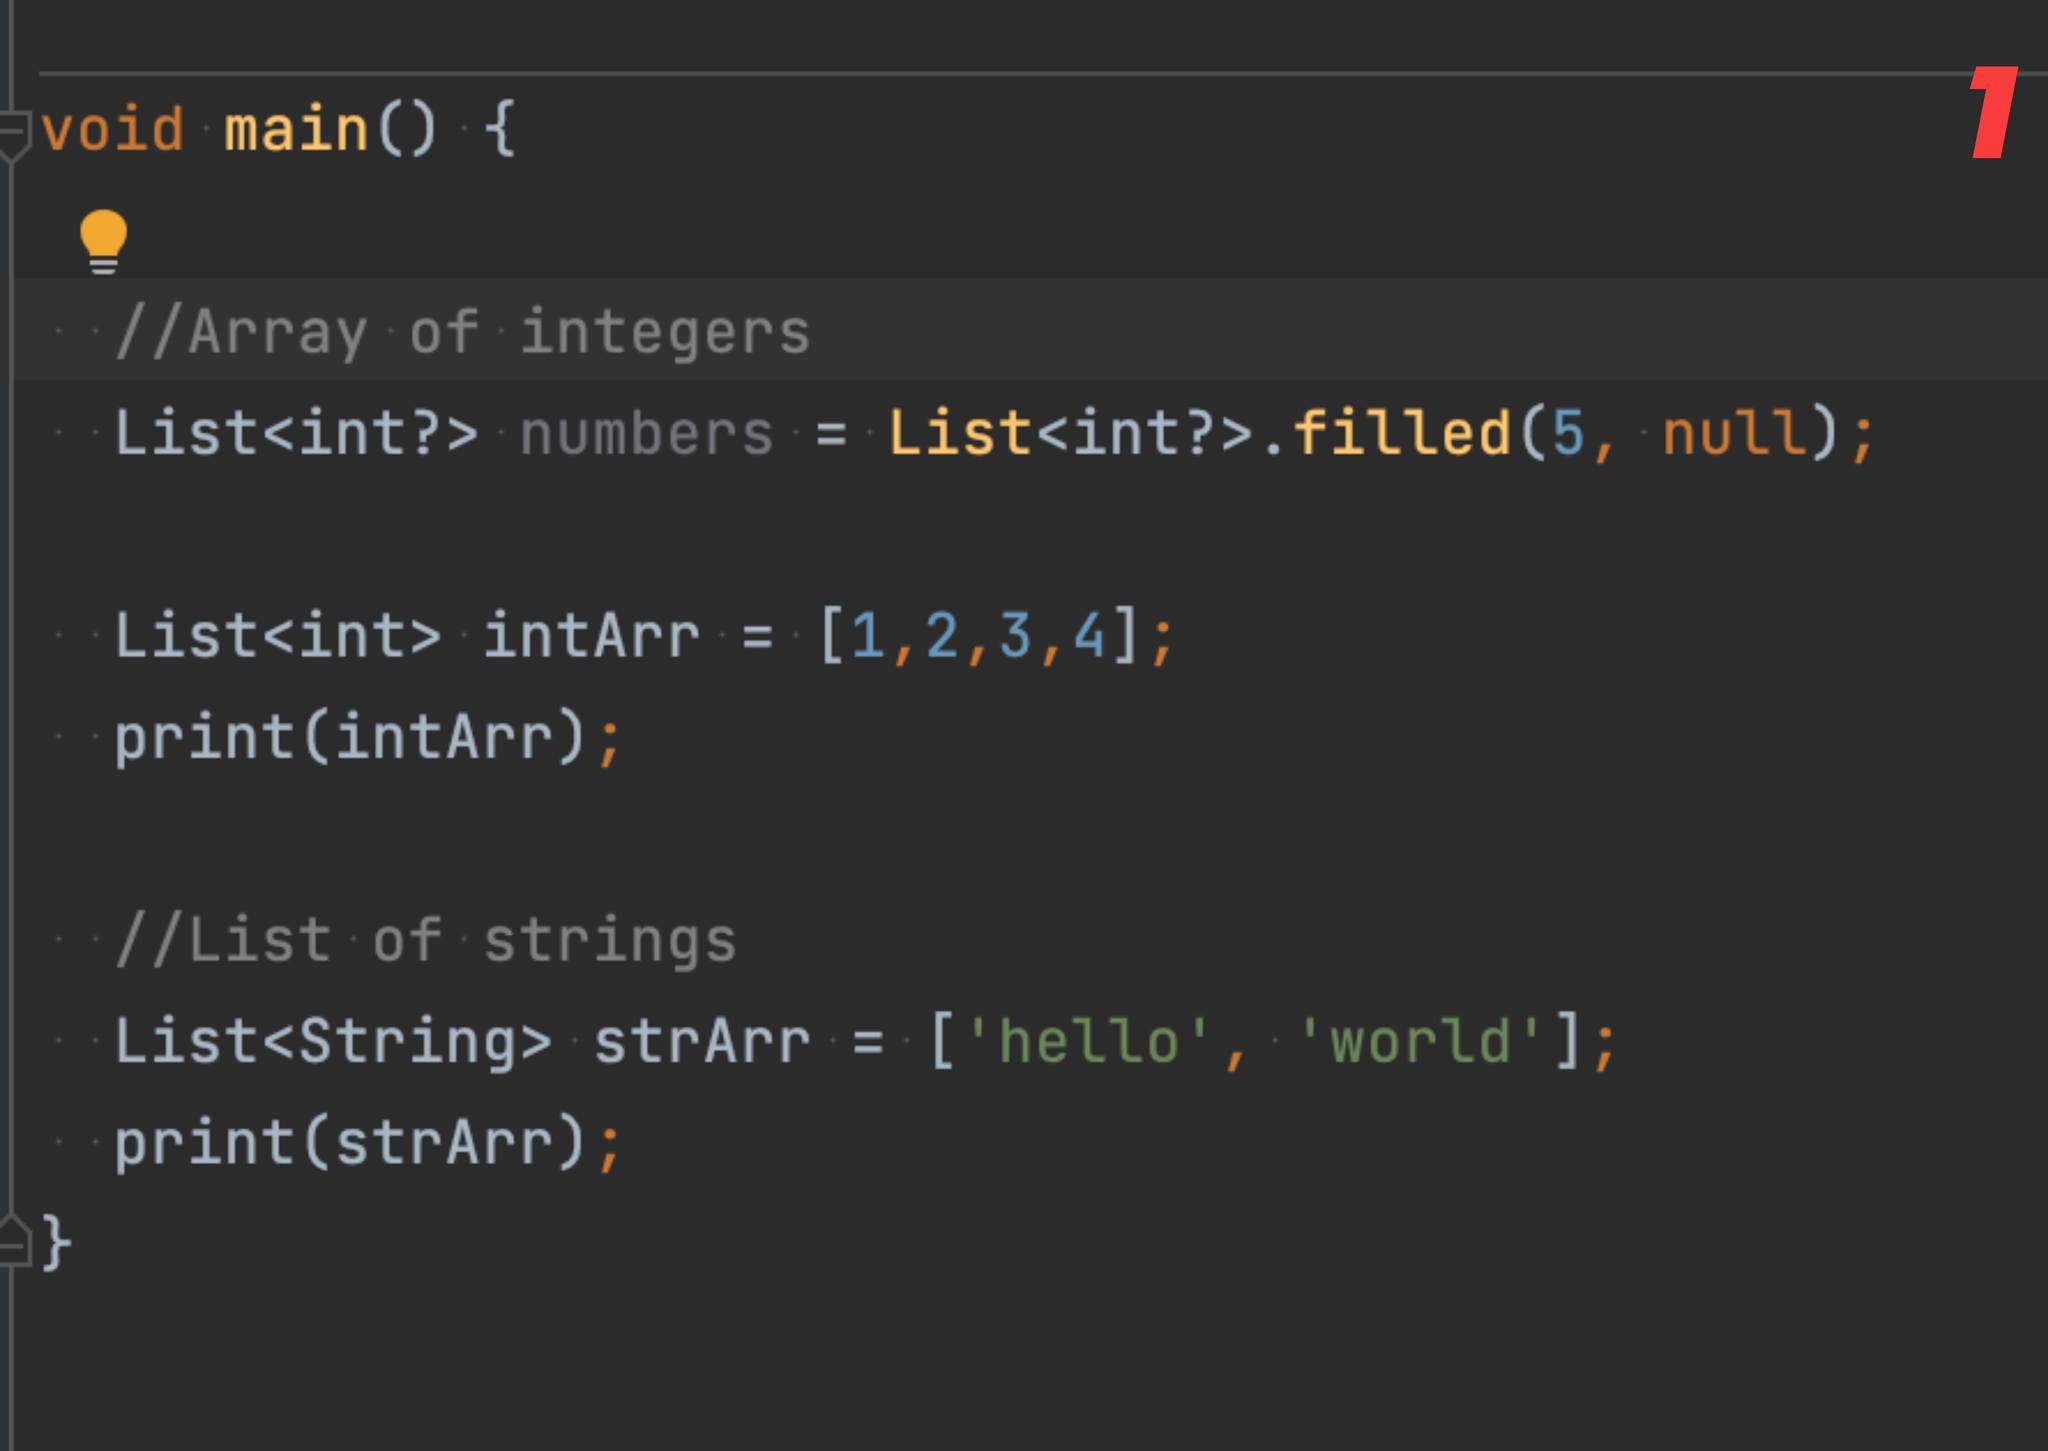 1
void main() {
//Array of integers
List<int?> numbers = List<int?>.filled(5, null);
List<int> intArr = [1,2,3,4];
print(intArr);
//List of strings
List<String> strArr = ['hello', 'world'];
print(strArr);
}